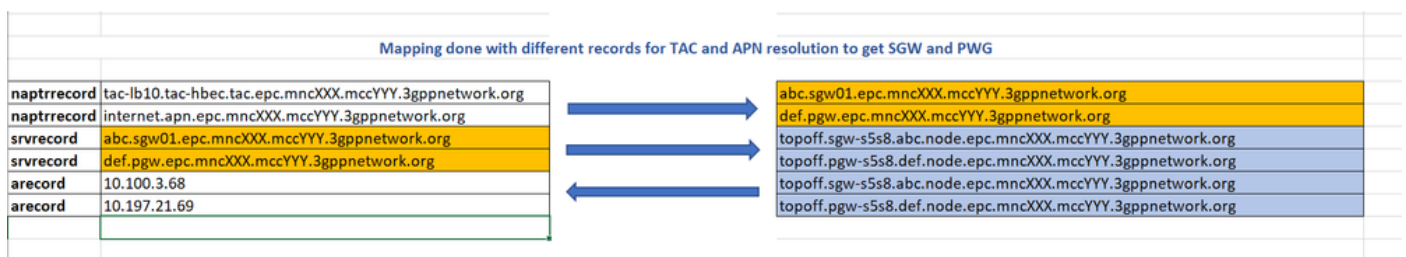 Mapping done with different records for TAC and APN resolution to get SGW and PWG
naptrrecord tac-lb10.tac-hbec.tac.epc.mncXXX.mccYYY.3gppnetwork.org abc.sgw01.epc.mncXXX.mccYYY.3gppnetwork.org
naptrrecord internet.apn.epc.mncXXX.mccYYY.3gppnetwork.org def.pgw.epc.mncXXX.mccYYY.3gppnetwork.org
srvrecord abc.sgw01.epc.mncXXX.mccYYY.3gppnetwork.org topoff.sgw-s5s8.abc.node.epc.mncXXX.mccYYY.3gppnetwork.org
srvrecord def.pgw.epc.mncXXX.mccYYY.3gppnetwork.org topoff.pgw-s5s8.def.node.epc.mncXXX.mccYYY.3gppnetwork.org
arecord 10.100.3.68 topoff.sgw-s5s8.abc.node.epc.mncXXX.mccYYY.3gppnetwork.org
arecord 10.197.21.69 topoff.pgw-s5s8.def.node.epc.mncXXX.mccYYY.3gppnetwork.org